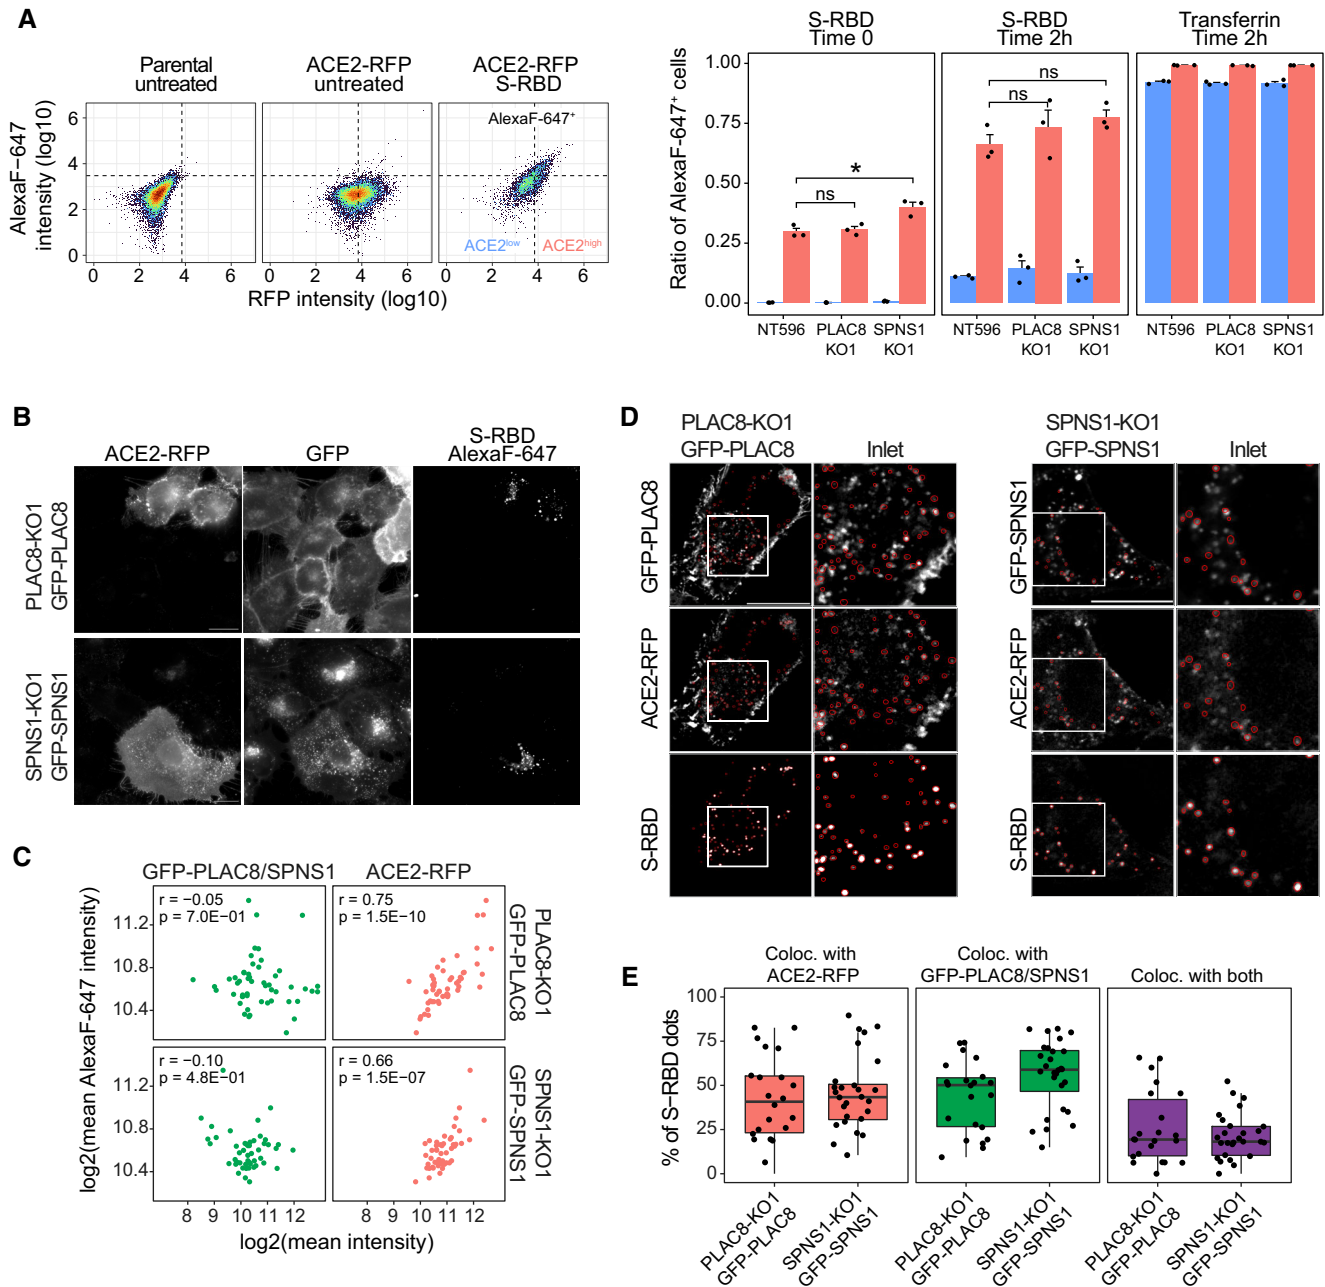 A
Parental
untreated
ACE2-RFP
untreated
ACE2-RFP
S-RBD
AlexaF−647
intensity (log10)
6
4
2
0
AlexaF-647+
ACE2low
ACE2high
0 2 4 6
0 2 4 6
0 2 4 6
RFP intensity (log10)
S-RBD
Time 0
S-RBD
Time 2h
Transferrin
Time 2h
Ratio of AlexaF-647+ cells
1.00
0.75
0.50
0.25
0.00
ns
*
ns
ns
NT596
PLAC8
KO1
SPNS1
KO1
NT596
PLAC8
KO1
SPNS1
KO1
NT596
PLAC8
KO1
SPNS1
KO1
B
ACE2-RFP
GFP
S-RBD
AlexaF-647
PLAC8-KO1
GFP-PLAC8
SPNS1-KO1
GFP-SPNS1
C
GFP-PLAC8/SPNS1
ACE2-RFP
log2(mean AlexaF-647 intensity)
r = −0.05
p = 7.0E−01
r = 0.75
p = 1.5E−10
PLAC8-KO1
GFP-PLAC8
11.2
10.8
10.4
r = −0.10
p = 4.8E−01
r = 0.66
p = 1.5E−07
SPNS1-KO1
GFP-SPNS1
11.2
10.8
10.4
8 9 10 11 12
8 9 10 11 12
log2(mean intensity)
D
PLAC8-KO1
GFP-PLAC8
Inlet
SPNS1-KO1
GFP-SPNS1
Inlet
GFP-PLAC8
ACE2-RFP
S-RBD
GFP-SPNS1
ACE2-RFP
S-RBD
E
Coloc. with
ACE2-RFP
Coloc. with
GFP-PLAC8/SPNS1
Coloc. with both
% of S−RBD dots
100
75
50
25
0
PLAC8-KO1
GFP-PLAC8
SPNS1-KO1
GFP-SPNS1
PLAC8-KO1
GFP-PLAC8
SPNS1-KO1
GFP-SPNS1
PLAC8-KO1
GFP-PLAC8
SPNS1-KO1
GFP-SPNS1